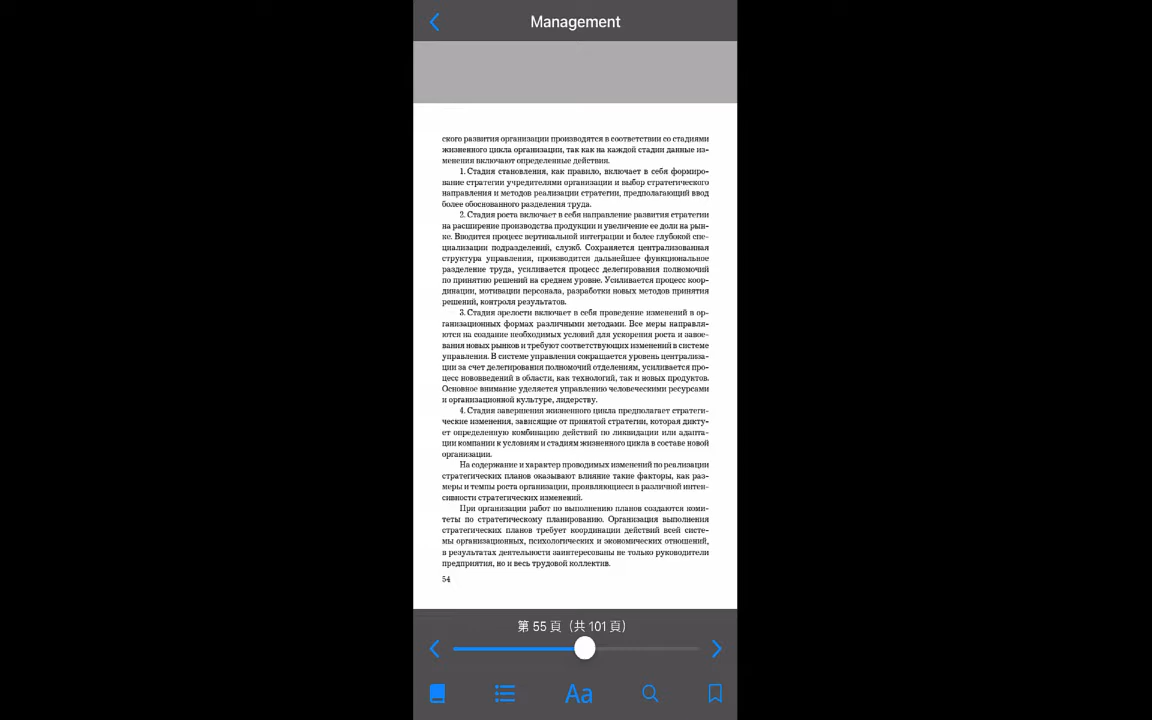 Management
ского развития организации производятся в соответствии со стадиями
жизненного цикла организации, так как на каждой стадии данные из-
менения включают определенные действия.
1. Стадия становления, как правило, включает в себя формиро-
вание стратегии учредителями организации и выбор стратегического
направления и методов реализации стратегии, предполагающий ввод
более обоснованного разделения труда.
2. Стадия роста включает в себя направление развития стратегии
на расширение производства продукции и увеличение ее доли на рын-
ке. Вводится процесс вертикальной интеграции и более глубокой спе-
циализации подразделений, служб. Сохраняется централизованная
структура управления, производится дальнейшее функциональное
разделение труда, усиливается процесс делегирования полномочий
по принятию решений на среднем уровне. Усиливается процесс коор-
динации, мотивации персонала, разработки новых методов принятия
решений, контроля результатов.
3. Стадия зрелости включает в себя проведение изменений в ор-
ганизационных формах различными методами. Все меры направля-
ются на создание необходимых условий для ускорения роста и завое-
вания новых рынков и требуют соответствующих изменений в системе
управления. В системе управления сокращается уровень централиза-
ции за счет делегирования полномочий отделениям, усиливается про-
цесс нововведений в области, как технологий, так и новых продуктов.
Основное внимание уделяется управлению человеческими ресурсами
и организационной культуре, лидерству.
4. Стадия завершения жизненного цикла предполагает стратеги-
ческие изменения, зависящие от принятой стратегии, которая дикту-
ет определенную комбинацию действий по ликвидации или адапта-
ции компании к условиям и стадиям жизненного цикла в составе новой
организации.
На содержание и характер проводимых изменений по реализации
стратегических планов оказывают влияние такие факторы, как раз-
меры и темпы роста организации, проявляющиеся в различной интен-
сивности стратегических изменений.
При организации работ по выполнению планов создаются коми-
теты по стратегическому планированию. Организация выполнения
стратегических планов требует координации действий всей систе-
мы организационных, психологических и экономических отношений,
в результатах деятельности заинтересованы не только руководители
предприятия, но и весь трудовой коллектив.
54
第 55 頁（共 101 頁）
Aa